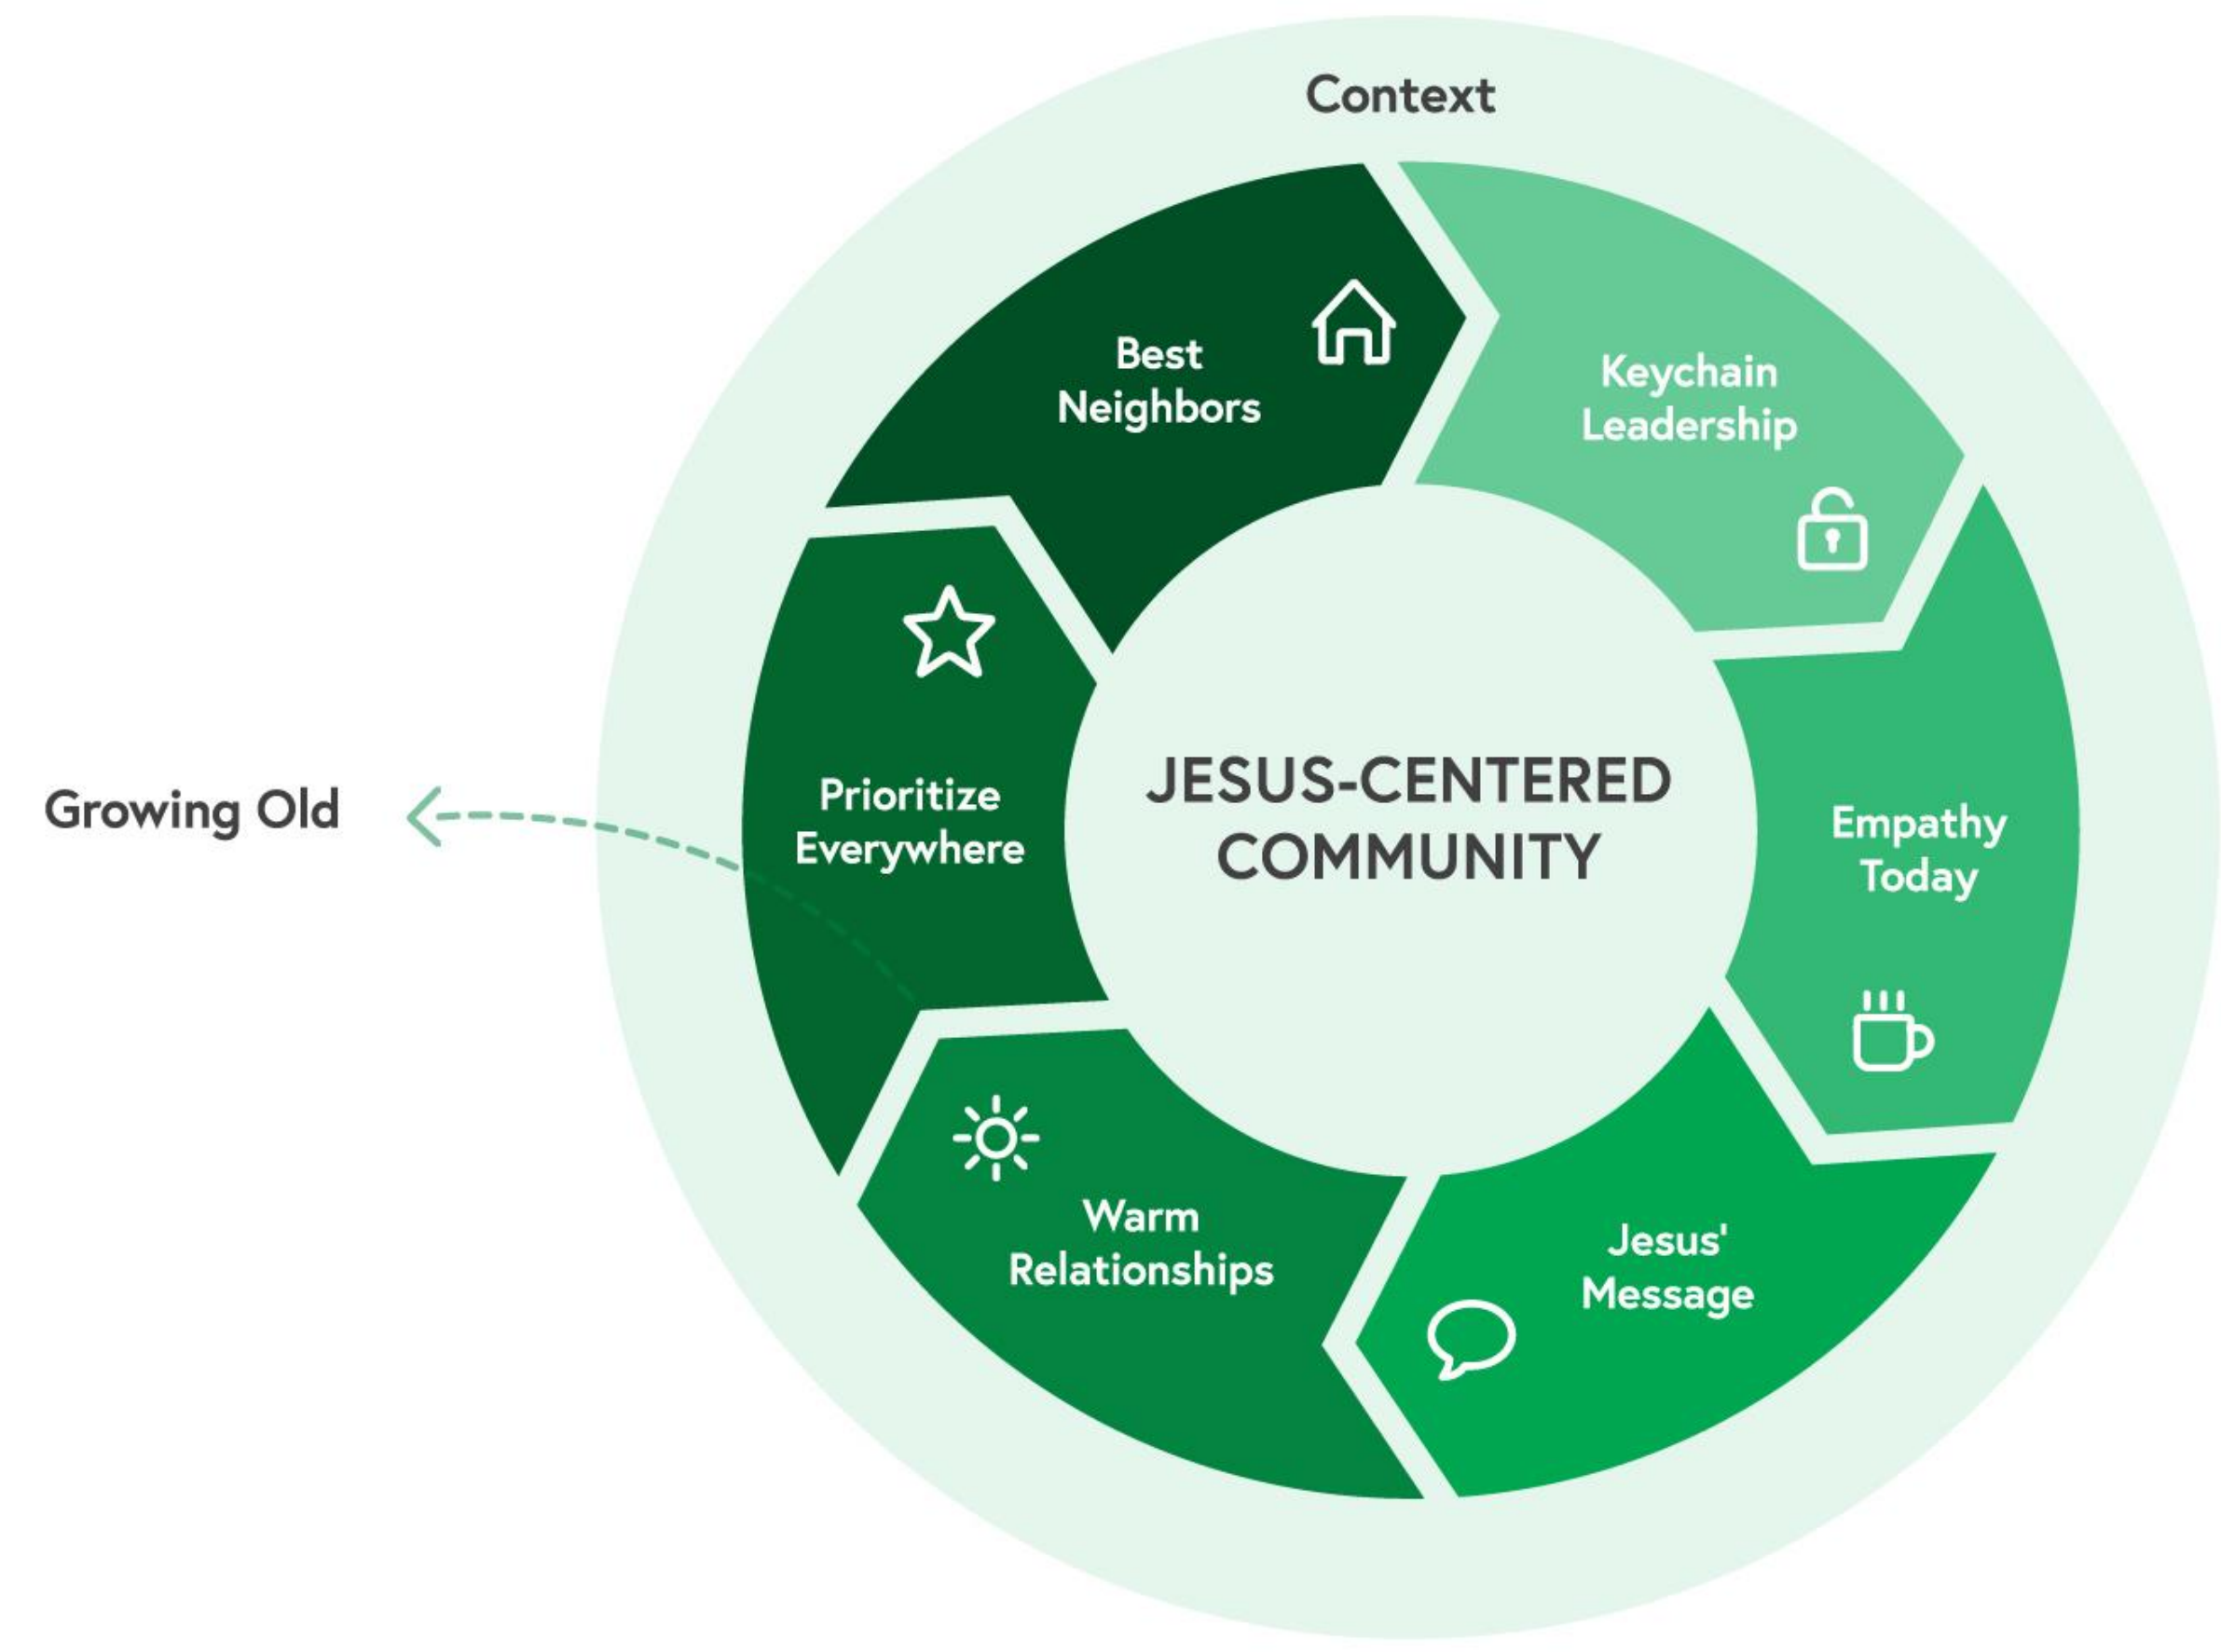 Context
Best
Neighbors
Keychain
Leadership
Prioritize
Everywhere
JESUS-CENTERED
COMMUNITY
Empathy
Today
Growing Old
Warm
Relationships
Jesus'
Message